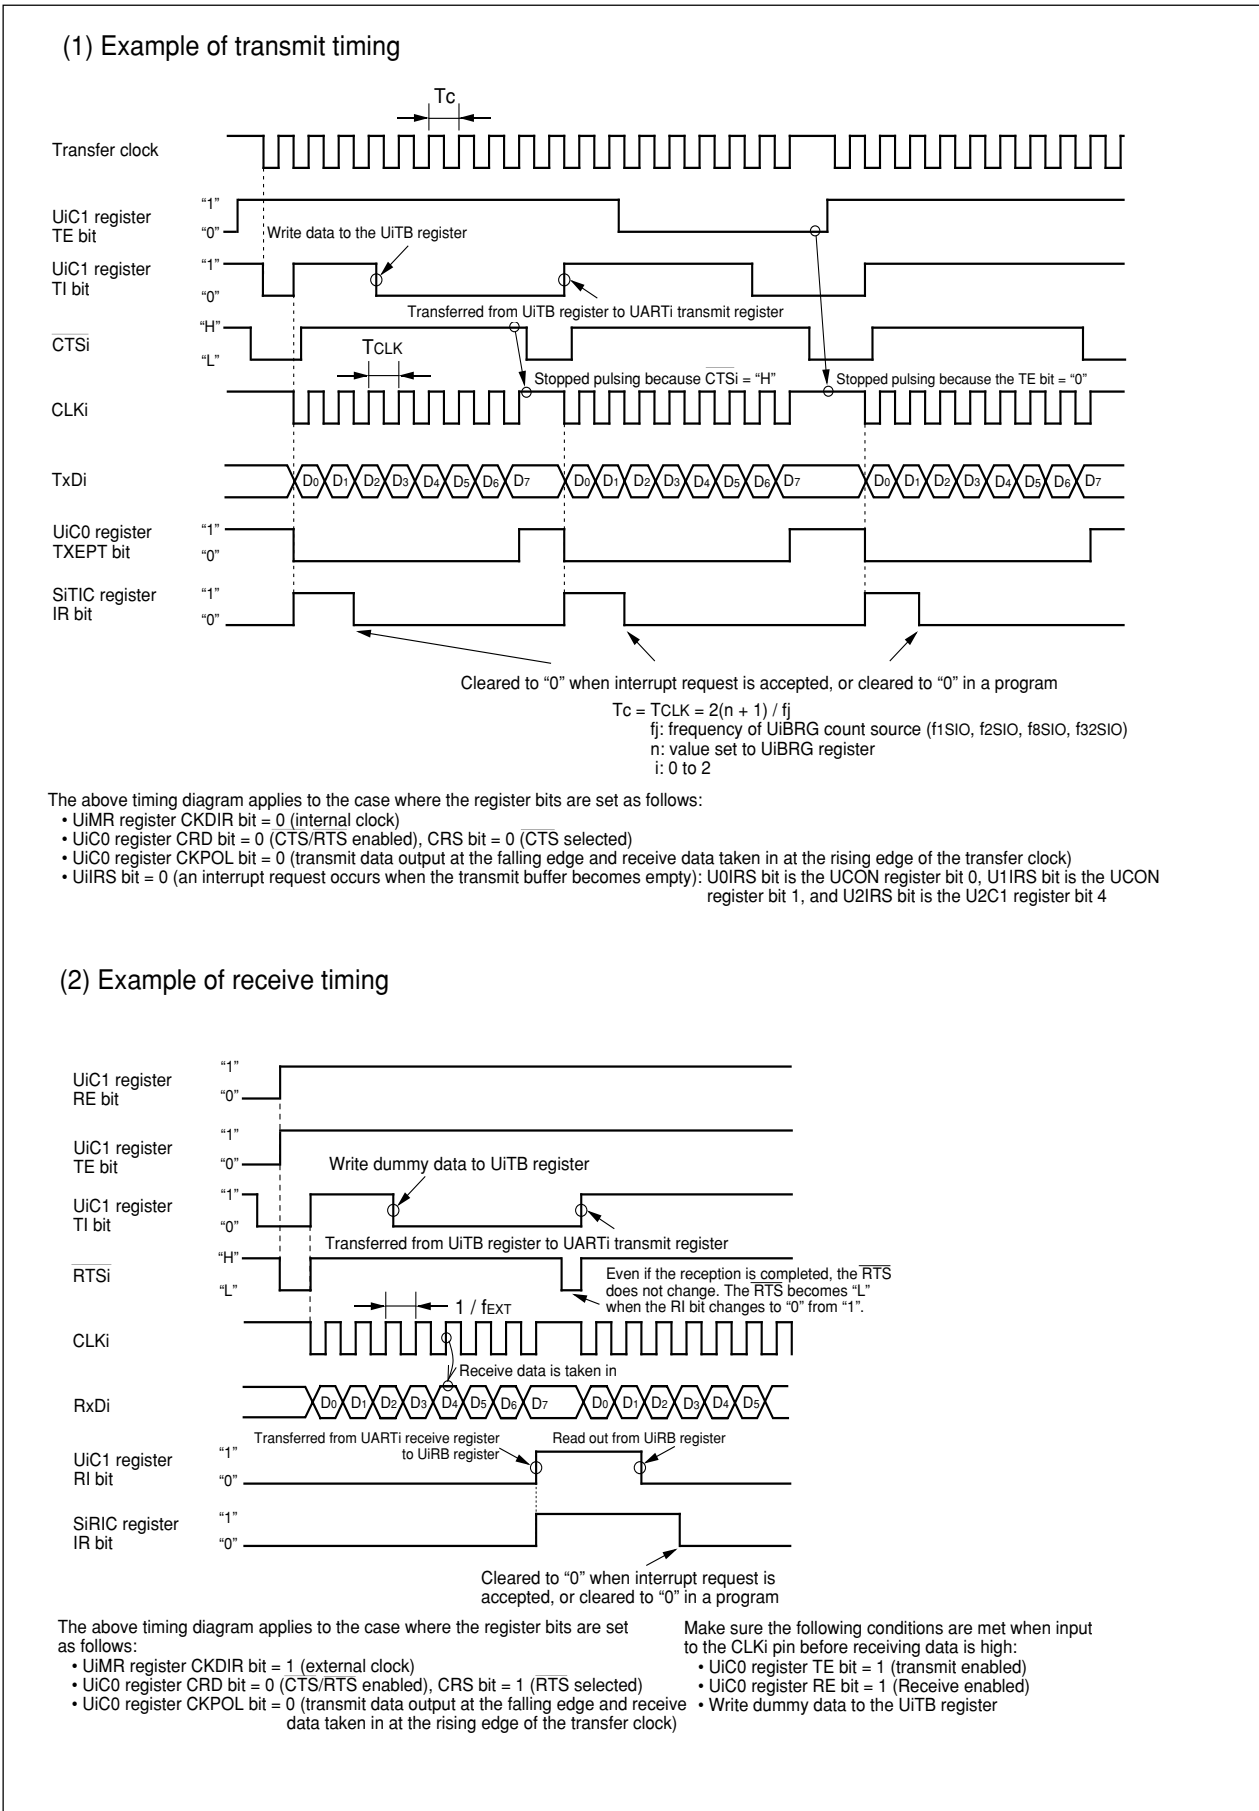 (1) Example of transmit timing
Tc
Transfer clock
UiC1 register
TE bit
“1”
“0”
Write data to the UiTB register
UiC1 register
TI bit
“1”
“0”
Transferred from UiTB register to UARTi transmit register
CTSi
“H”
“L”
TCLK
Stopped pulsing because CTSi = “H”
Stopped pulsing because the TE bit = “0”
CLKi
TxDi
D0 D1 D2 D3 D4 D5 D6 D7 D0 D1 D2 D3 D4 D5 D6 D7 D0 D1 D2 D3 D4 D5 D6 D7
UiC0 register
TXEPT bit
“1”
“0”
SiTIC register
IR bit
“1”
“0”
Cleared to “0” when interrupt request is accepted, or cleared to “0” in a program
Tc = TCLK = 2(n + 1) / fj
fj: frequency of UiBRG count source (f1SIO, f2SIO, f8SIO, f32SIO)
n: value set to UiBRG register
i: 0 to 2
The above timing diagram applies to the case where the register bits are set as follows:
• UiMR register CKDIR bit = 0 (internal clock)
• UiC0 register CRD bit = 0 (CTS/RTS enabled), CRS bit = 0 (CTS selected)
• UiC0 register CKPOL bit = 0 (transmit data output at the falling edge and receive data taken in at the rising edge of the transfer clock)
• UiIRS bit = 0 (an interrupt request occurs when the transmit buffer becomes empty): U0IRS bit is the UCON register bit 0, U1IRS bit is the UCON
register bit 1, and U2IRS bit is the U2C1 register bit 4
(2) Example of receive timing
UiC1 register
RE bit
“1”
“0”
UiC1 register
TE bit
“1”
“0”
Write dummy data to UiTB register
UiC1 register
TI bit
“1”
“0”
Transferred from UiTB register to UARTi transmit register
RTSi
“H”
“L”
Even if the reception is completed, the RTS
does not change. The RTS becomes “L”
when the RI bit changes to “0” from “1”.
1 / fEXT
CLKi
Receive data is taken in
RxDi
D0 D1 D2 D3 D4 D5 D6 D7 D0 D1 D2 D3 D4 D5
Transferred from UARTi receive register
to UiRB register
Read out from UiRB register
UiC1 register
RI bit
“1”
“0”
SiRIC register
IR bit
“1”
“0”
Cleared to “0” when interrupt request is
accepted, or cleared to “0” in a program
The above timing diagram applies to the case where the register bits are set
as follows:
• UiMR register CKDIR bit = 1 (external clock)
• UiC0 register CRD bit = 0 (CTS/RTS enabled), CRS bit = 1 (RTS selected)
• UiC0 register CKPOL bit = 0 (transmit data output at the falling edge and receive
data taken in at the rising edge of the transfer clock)
Make sure the following conditions are met when input
to the CLKi pin before receiving data is high:
• UiC0 register TE bit = 1 (transmit enabled)
• UiC0 register RE bit = 1 (Receive enabled)
• Write dummy data to the UiTB register